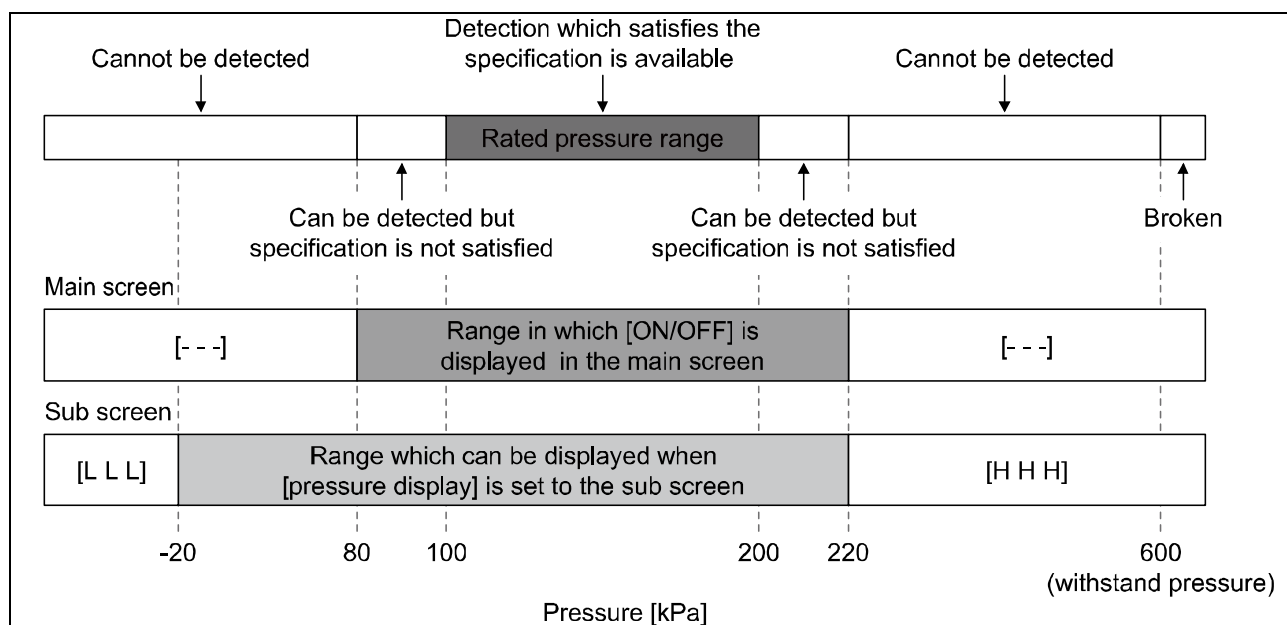 Detection which satisfies the
specification is available
Cannot be detected
Cannot be detected
Rated pressure range
Can be detected but
specification is not satisfied
Can be detected but
specification is not satisfied
Broken
Main screen
[- - -]
Range in which [ON/OFF] is
displayed in the main screen
[- - -]
Sub screen
[L L L]
Range which can be displayed when
[pressure display] is set to the sub screen
[H H H]
-20
80
100
200
220
600
(withstand pressure)
Pressure [kPa]